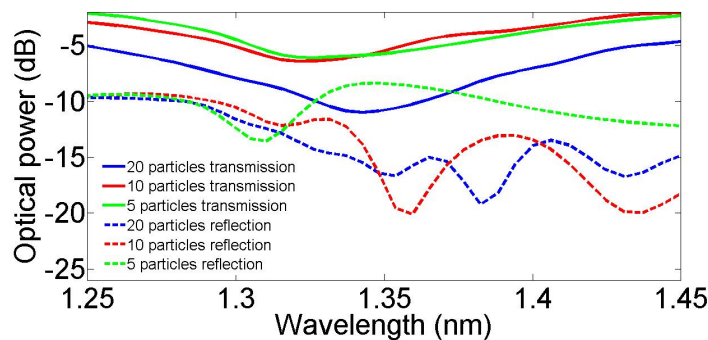 Optical power (dB)
-5
-10
-15
-20
-25
20 particles transmission
10 particles transmission
5 particles transmission
20 particles reflection
10 particles reflection
5 particles reflection
1.25
1.3
1.35
1.4
1.45
Wavelength (nm)